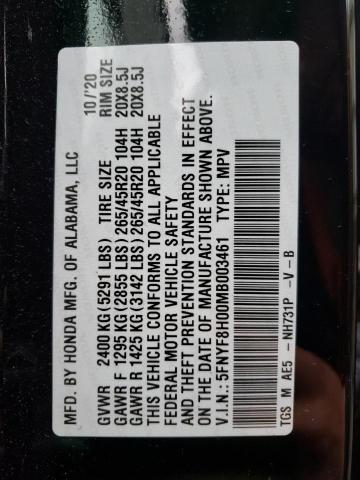 MFD. BY HONDA MFG. OF ALABAMA, LLC 10/'20
GVWR 2400 KG(5291 LBS) TIRE SIZE RIM SIZE
GAWR F 1295 KG(2852 LBS)265/45R20 104H 20X8.5J
GAWR R 1425 KG(3142 LBS)265/45R20 104H 20X8.5J
THIS VEHICLE CONFORMS TO ALL APPLICABLE
FEDERAL MOTOR VEHICLE SAFETY
AND THEFT PREVENTION STANDARDS IN EFFECT
ON THE DATE OF MANUFACTURE SHOWN ABOVE.
V.I.N.: 5FNYF8H00MB003461 TYPE: MPV
TGS M AE5 - NH731P -V-B